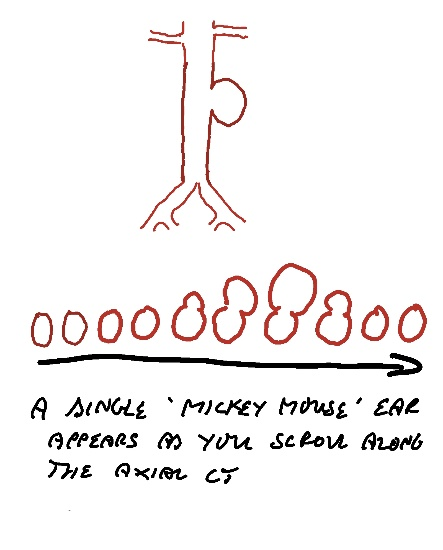 A SINGLE 'MICKEY MOUSE' EAR
APPEARS AS YOU SCROLL ALONG
THE AXIAL CT